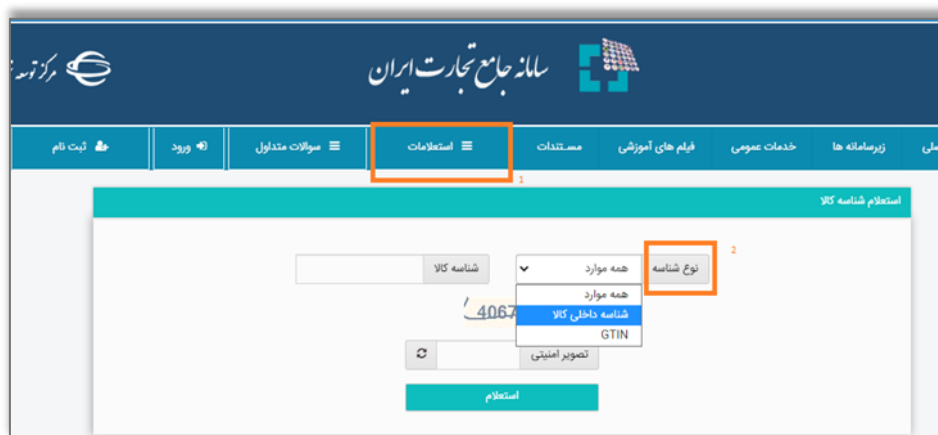 سامانه جامع تجارت ایران
مرکز توسعه
زیرسامانه ها
خدمات عمومی
فیلم های آموزشی
مستندات
استعلامات
سوالات متداول
ورود
ثبت نام
1
استعلام شناسه کالا
2
نوع شناسه
همه موارد
شناسه کالا
همه موارد
شناسه داخلی کالا
GTIN
4067
تصویر امنیتی
استعلام